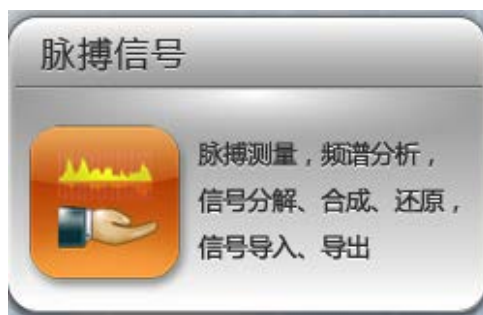 脉搏信号
脉搏测量，频谱分析，
信号分解、合成、还原，
信号导入、导出